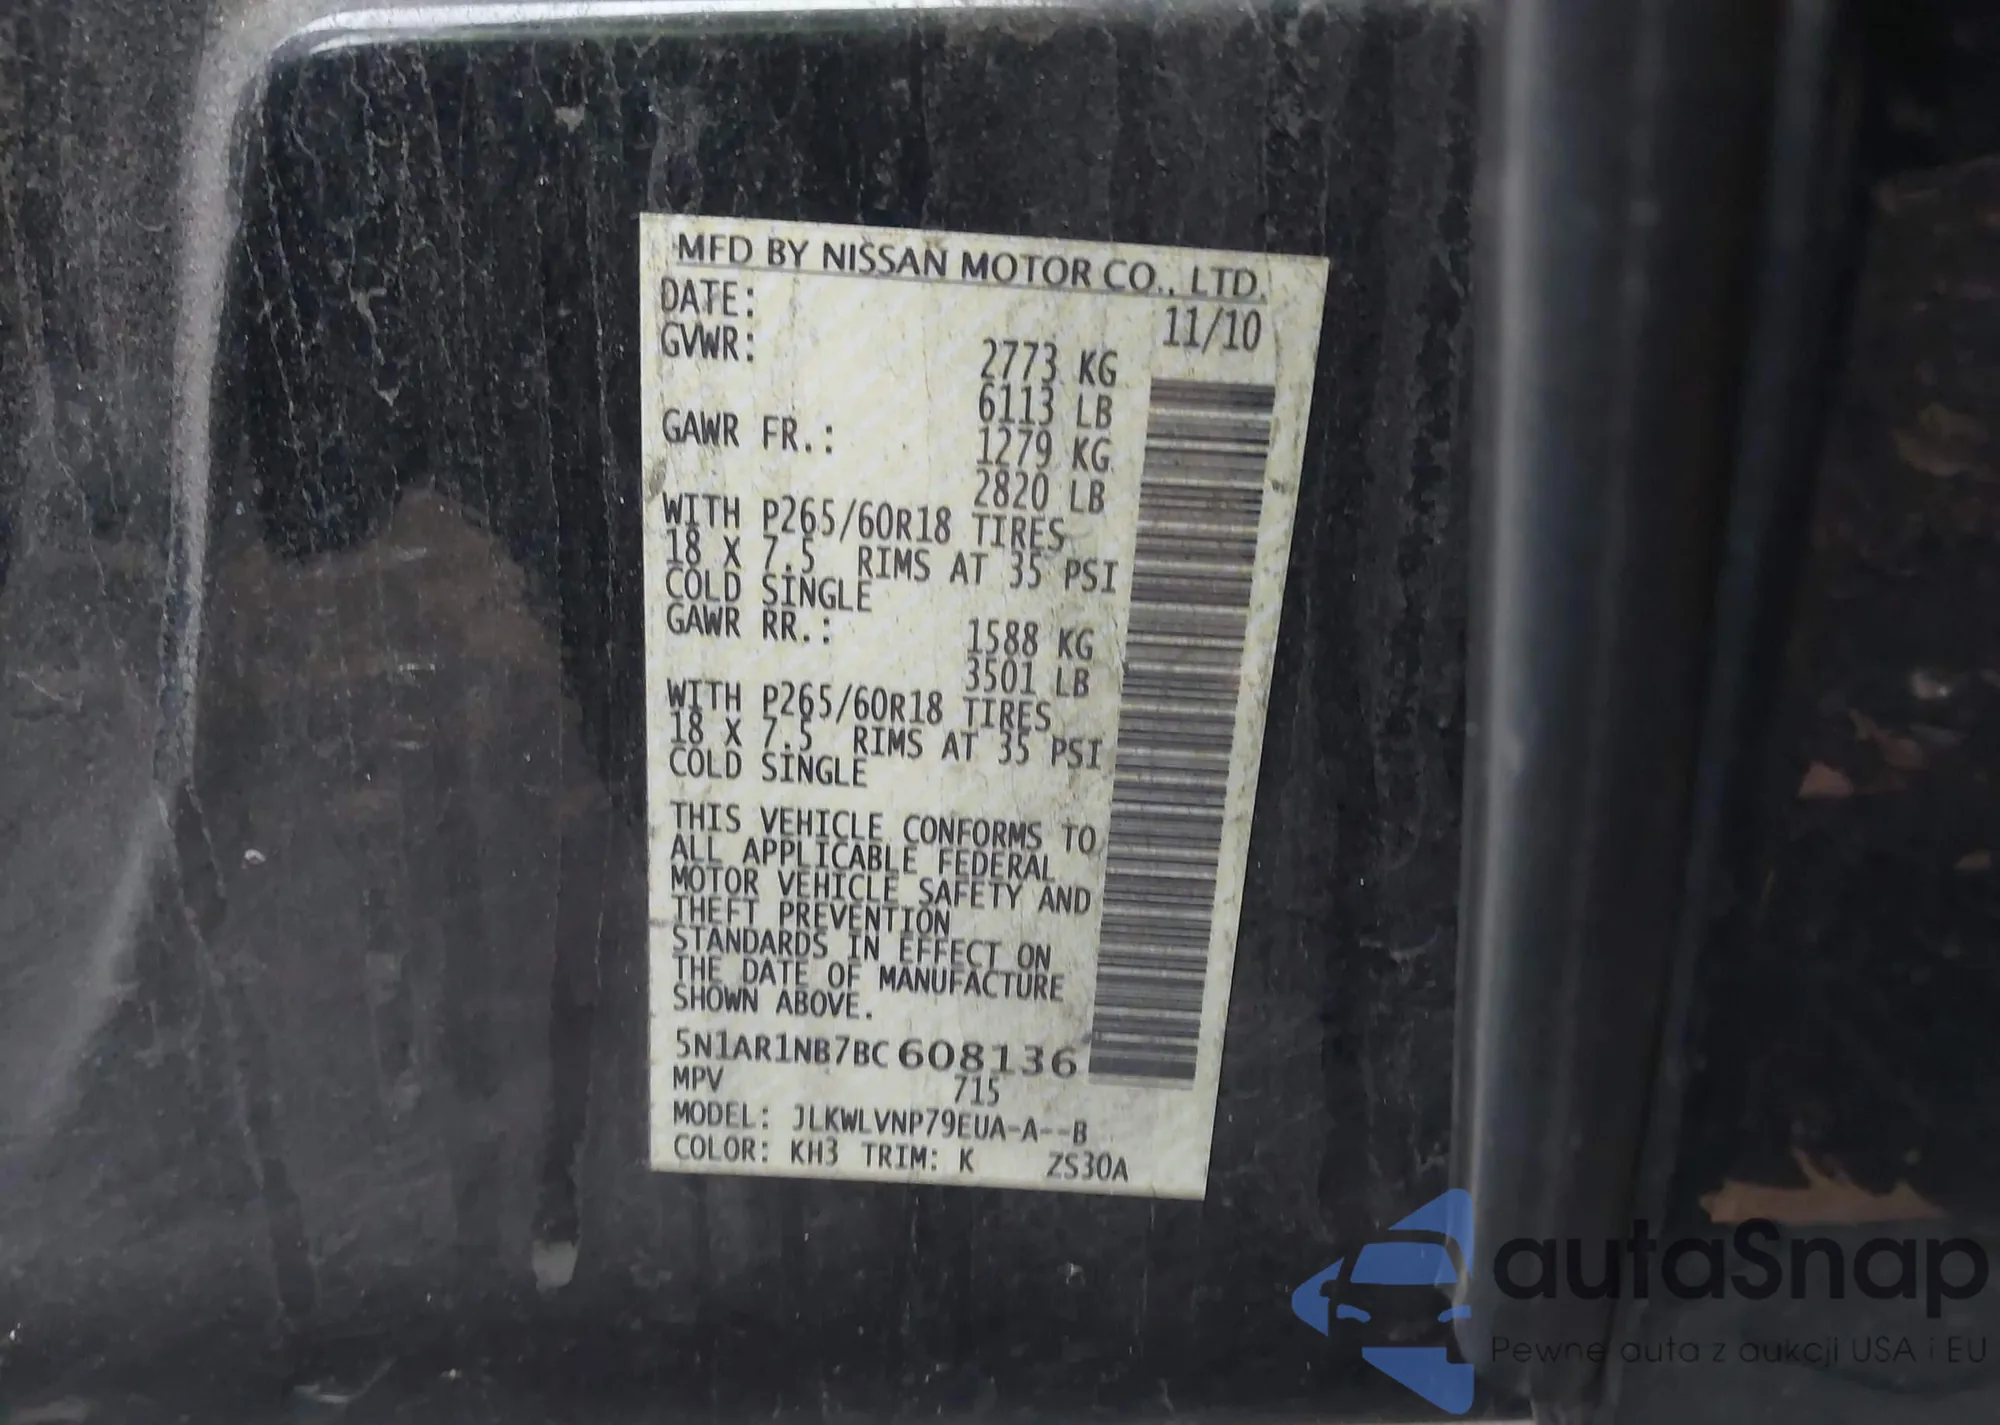 MFD BY NISSAN MOTOR CO., LTD.
DATE: 11/10
GVWR: 2773 KG
6113 LB
GAWR FR.: 1279 KG
2820 LB
WITH P265/60R18 TIRES
18 X 7.5 RIMS AT 35 PSI
COLD SINGLE
GAWR RR.: 1588 KG
3501 LB
WITH P265/60R18 TIRES
18 X 7.5 RIMS AT 35 PSI
COLD SINGLE
THIS VEHICLE CONFORMS TO
ALL APPLICABLE FEDERAL
MOTOR VEHICLE SAFETY AND
THEFT PREVENTION
STANDARDS IN EFFECT ON
THE DATE OF MANUFACTURE
SHOWN ABOVE.
5N1AR1NB7BC608136
MPV 715
MODEL: JLKWLVNP79EUA-A--B
COLOR: KH3 TRIM: K ZS30A
autaSnap
Pewne auta z aukcji USA i EU